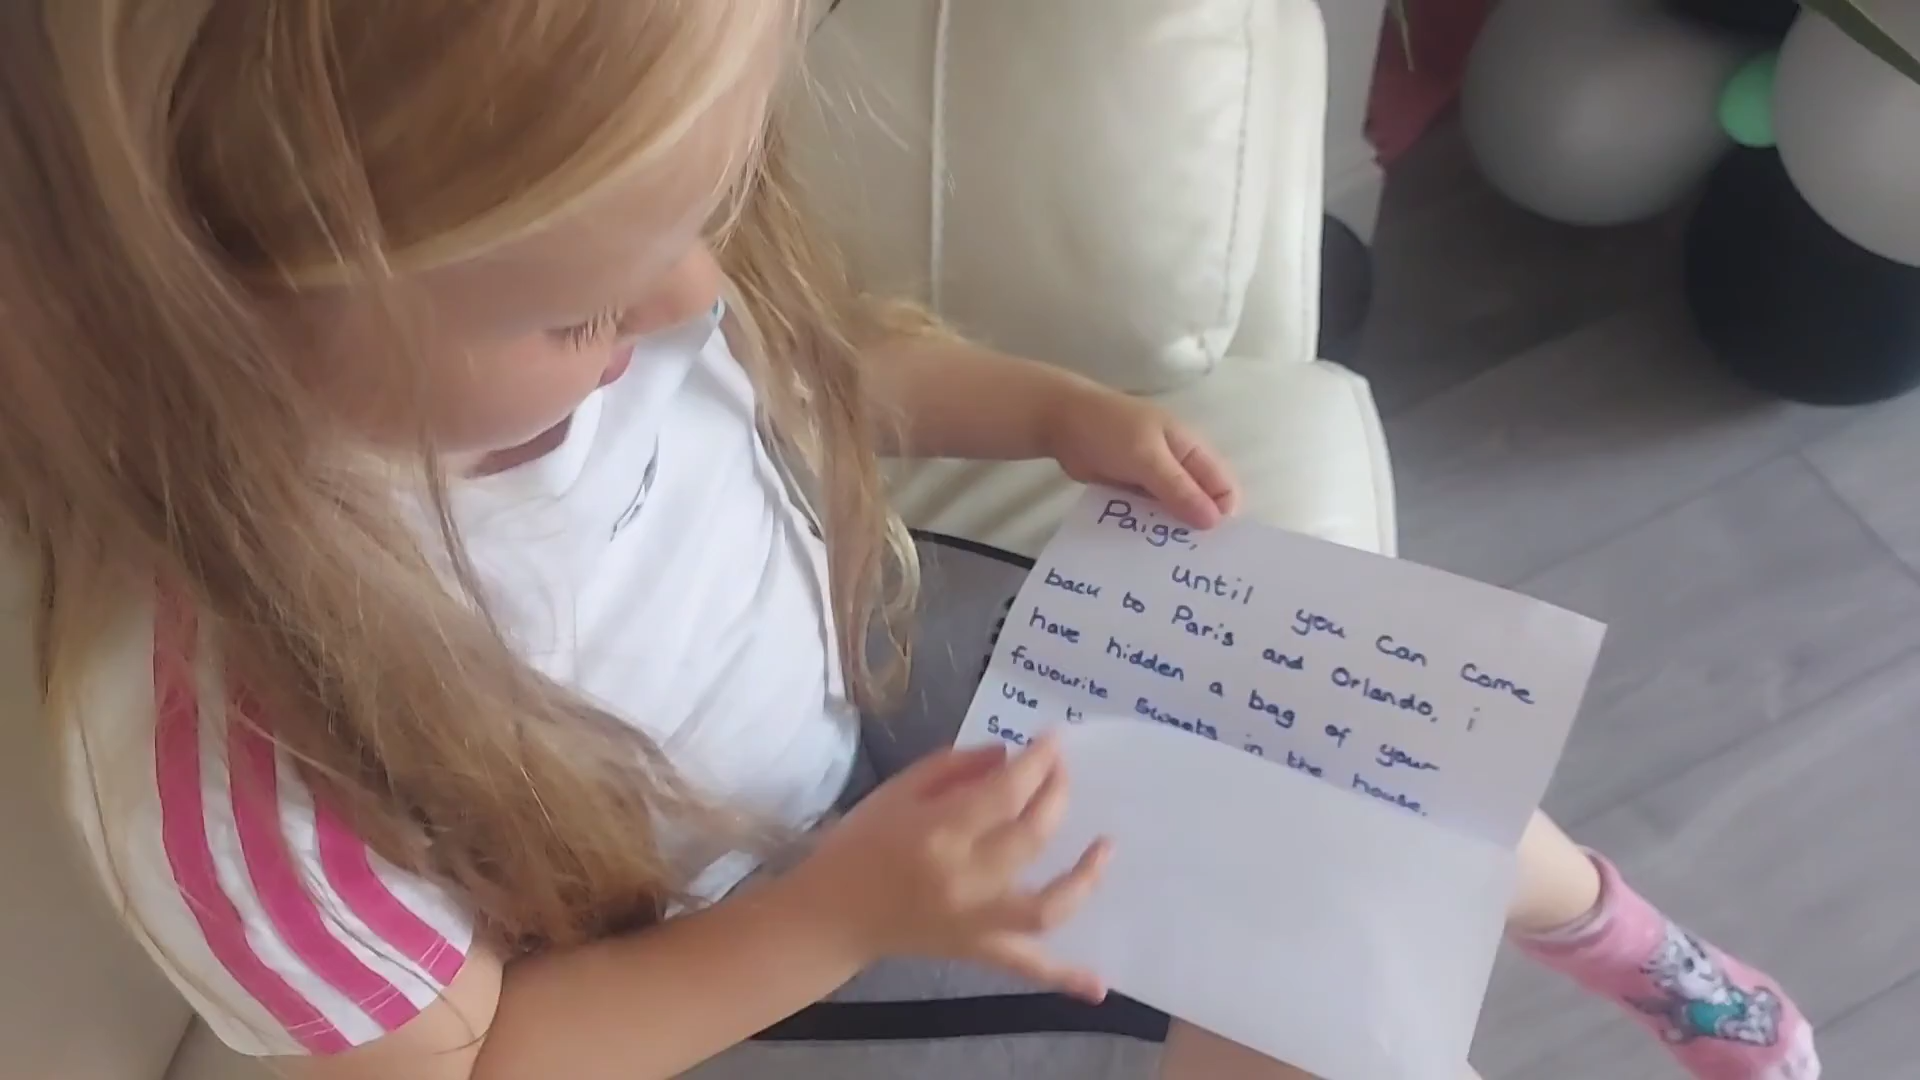 Paige,
until you can come
back to Paris and Orlando, i
have hidden a bag of your
favourite sweets in the house.
Use